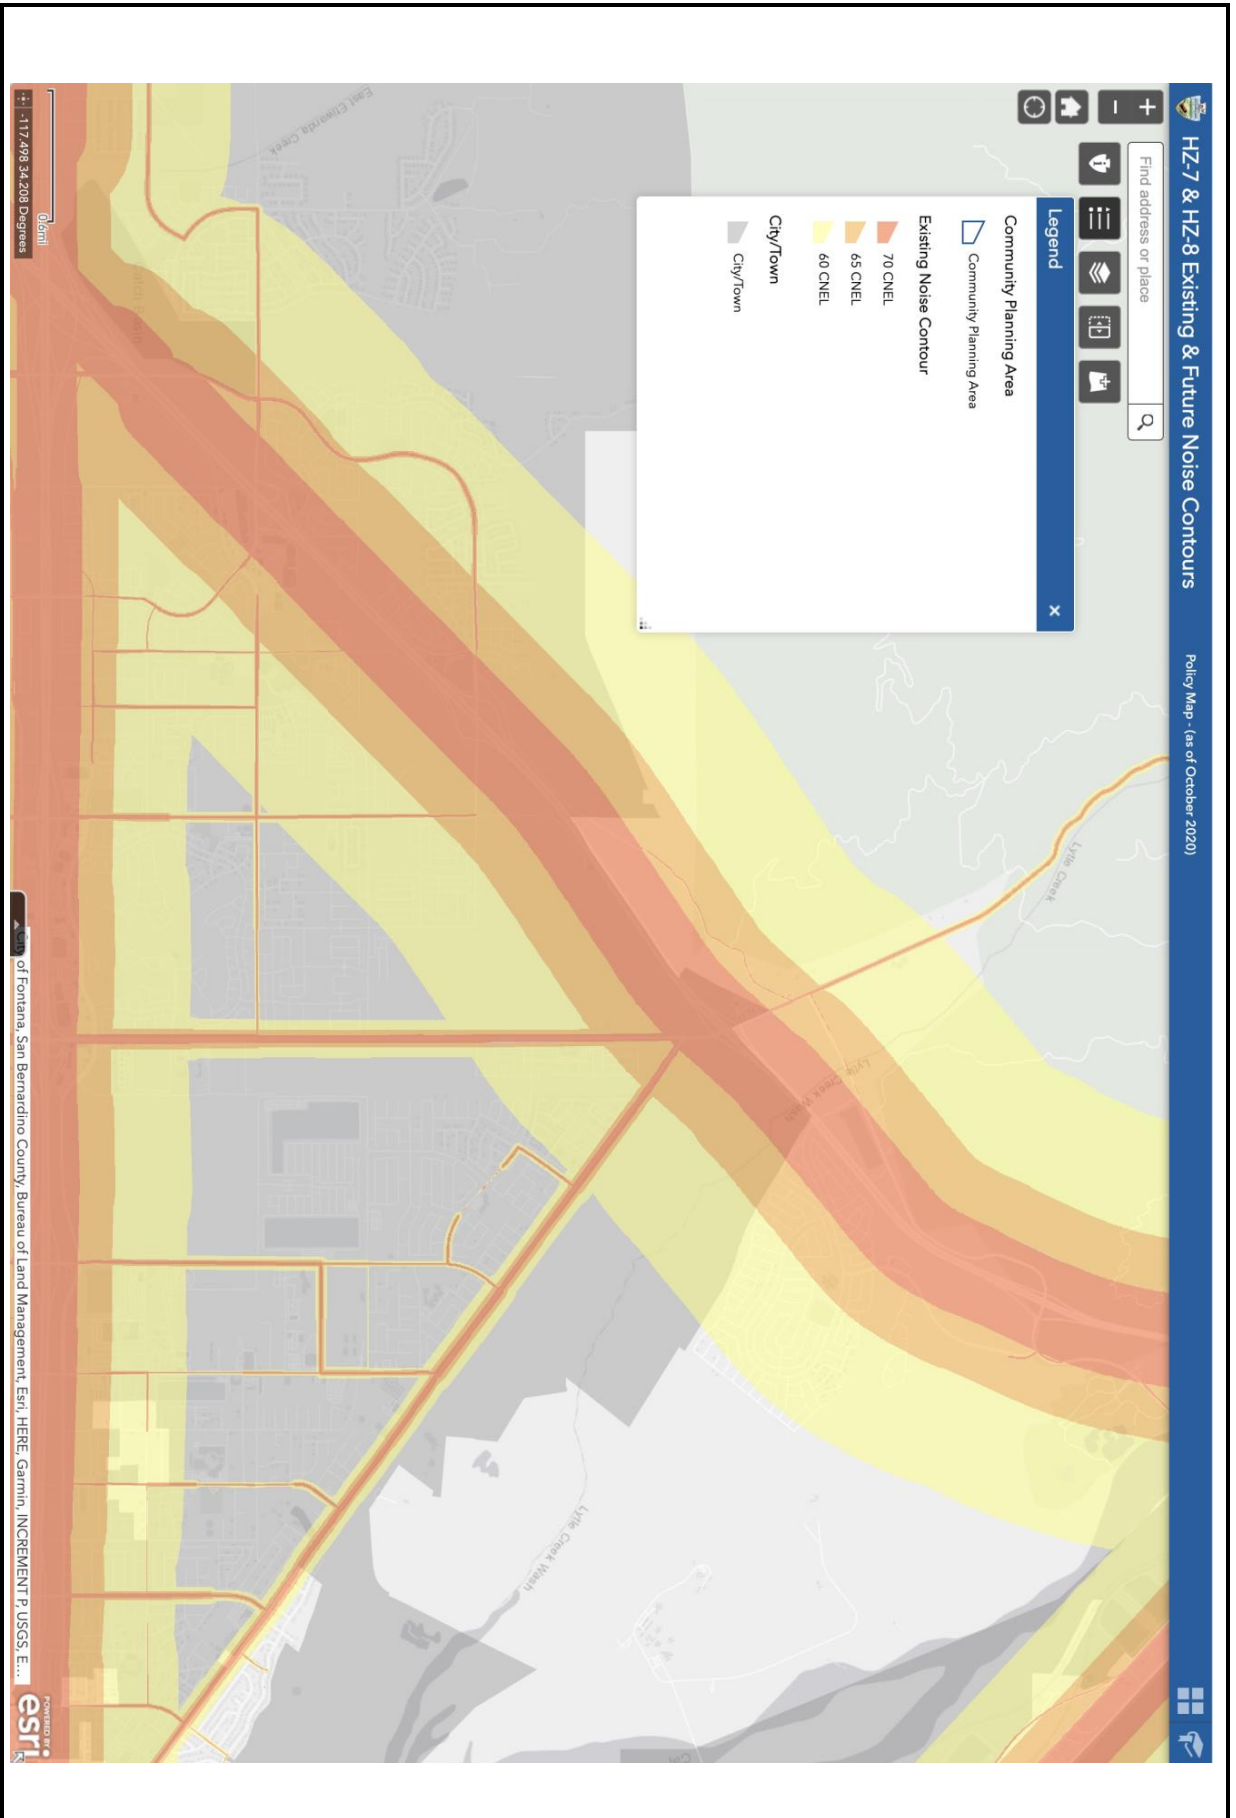 HZ-7 & HZ-8 Existing & Future Noise Contours
Policy Map - (as of October 2020)
+
−
Find address or place
Legend
×
Community Planning Area
Community Planning Area
Existing Noise Contour
70 CNEL
65 CNEL
60 CNEL
City/Town
City/Town
Lytle Creek
Lytle Creek Wash
Lytle Creek Wash
East Etiwanda Creek
0.6mi
-117.498 34.208 Degrees
City of Fontana, San Bernardino County, Bureau of Land Management, Esri, HERE, Garmin, INCREMENT P, USGS, E...
POWERED BY
esri